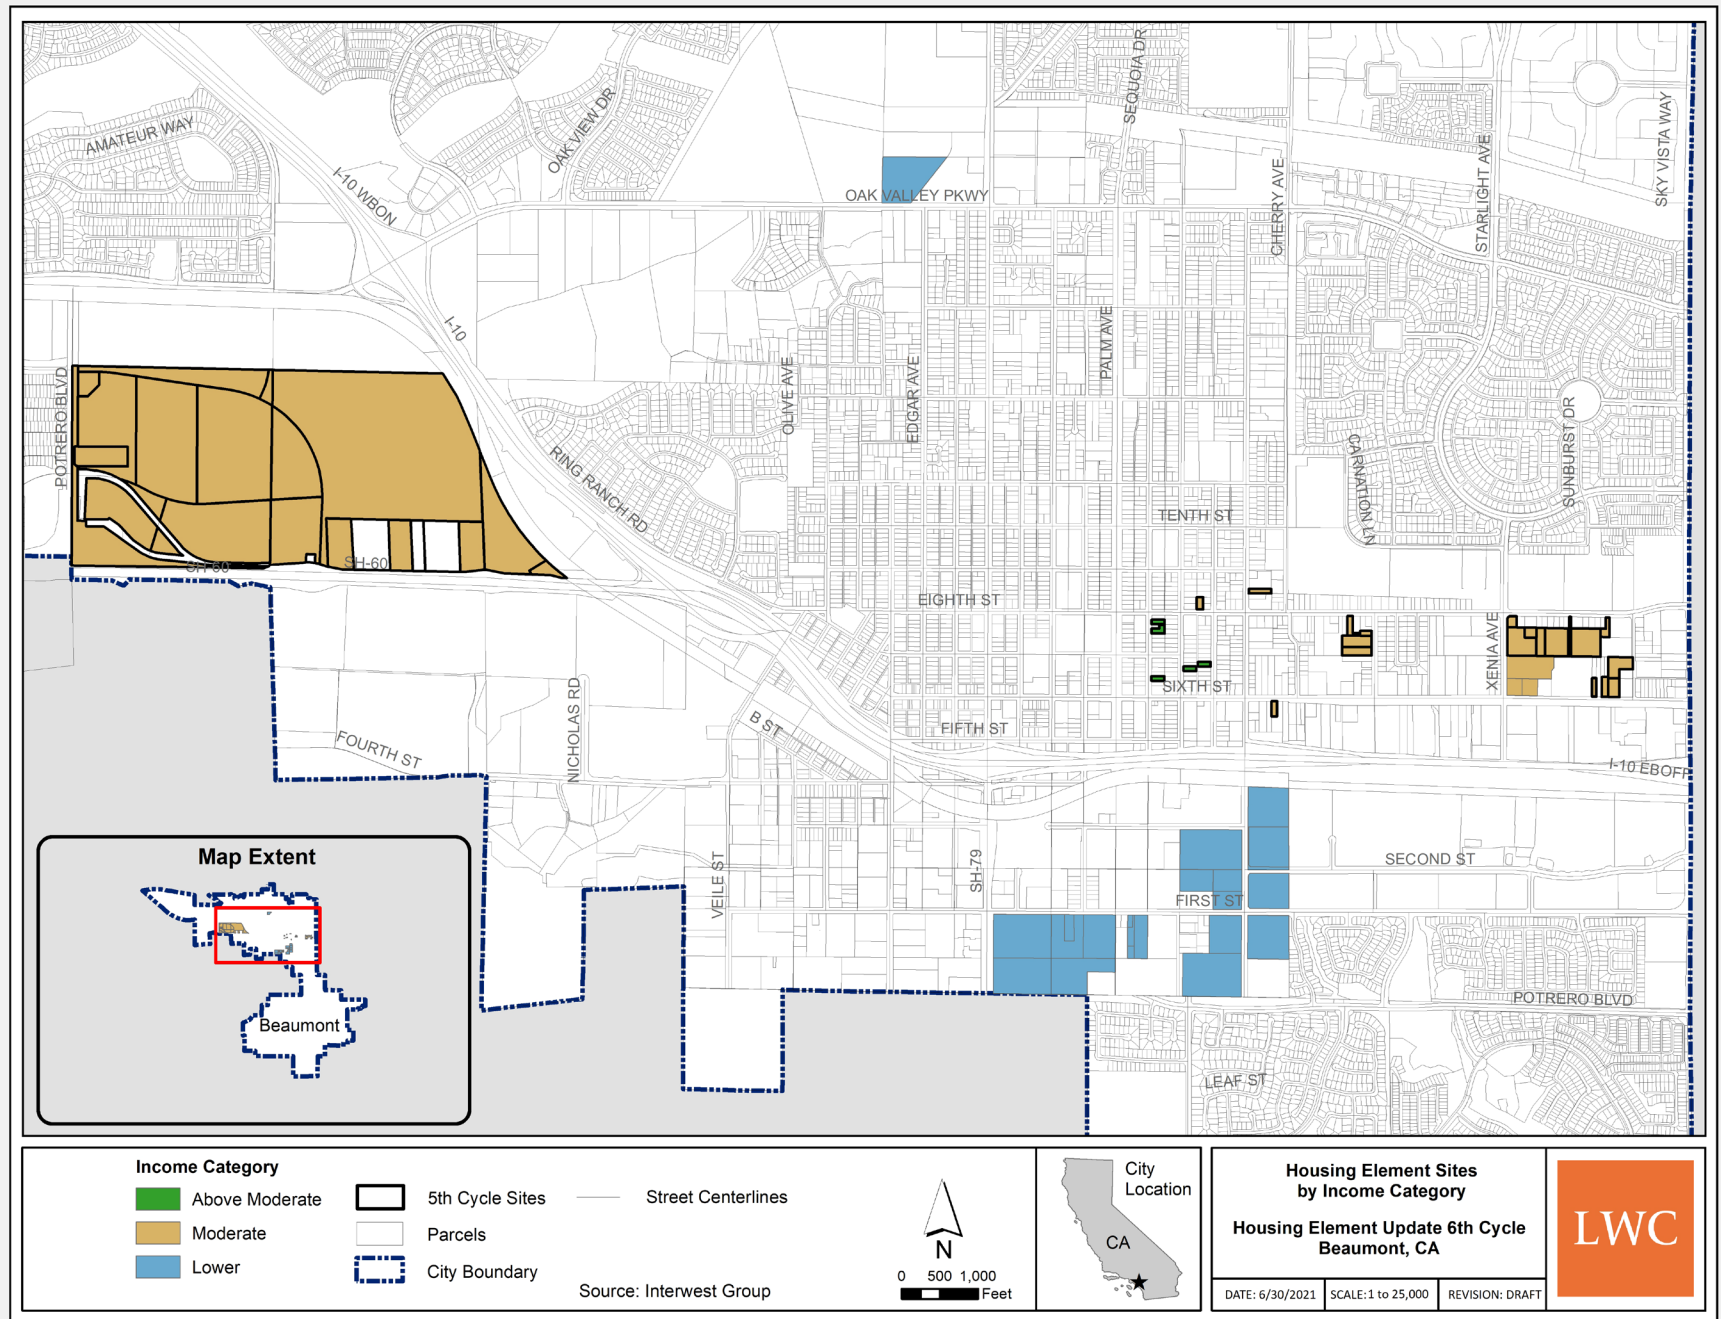 SEQUOIA DR
OAK VIEW DR
AMATEUR WAY
SKY VISTA WAY
STARLIGHT AVE
CHERRY AVE
I-10 WBON
OAK VALLEY PKWY
I-10
PALM AVE
OLIVE AVE
EDGAR AVE
POTRERO BLVD
SUNBURST DR
CARNATION LN
RING RANCH RD
TENTH ST
SH-60
SH-60
EIGHTH ST
XENIA AVE
SIXTH ST
NICHOLAS RD
B ST
FIFTH ST
FOURTH ST
I-10 EBOFF
VEILE ST
SH-79
SECOND ST
FIRST ST
POTRERO BLVD
LEAF ST
Map Extent
Beaumont
Income Category
Above Moderate
Moderate
Lower
5th Cycle Sites
Parcels
City Boundary
Street Centerlines
Source: Interwest Group
N
0 500 1,000
Feet
City
Location
CA
Housing Element Sites
by Income Category
Housing Element Update 6th Cycle
Beaumont, CA
DATE: 6/30/2021
SCALE:1 to 25,000
REVISION: DRAFT
LWC